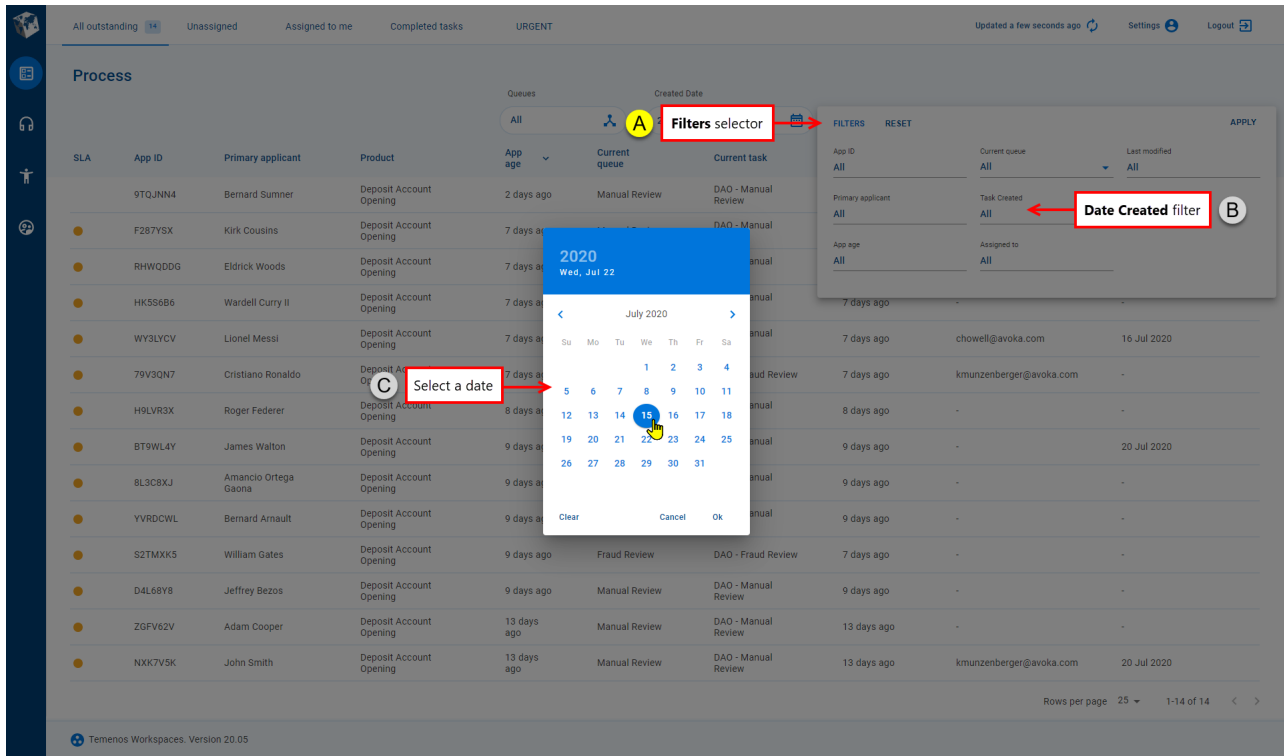 All outstanding 14 Unassigned Assigned to me Completed tasks URGENT Updated a few seconds ago Settings Logout
Process
Queues Created Date
All A Filters selector FILTERS RESET APPLY
App ID Current queue Last modified
All All All
SLA App ID Primary applicant Product App age Current queue Current task
Primary applicant Task Created
All All Date Created filter B
App age Assigned to
All All
9TQJNN4 Bernard Sumner Deposit Account Opening 2 days ago Manual Review DAO - Manual Review
F287YSX Kirk Cousins Deposit Account Opening 7 days DAO - Manual
RHWQDDG Eldrick Woods Deposit Account Opening 7 days
HK5S6B6 Wardell Curry II Deposit Account Opening 7 days 7 days ago - -
WY3LYCV Lionel Messi Deposit Account Opening 7 days 7 days ago chowell@avoka.com 16 Jul 2020
79V3QN7 Cristiano Ronaldo Deposit 7 days Review 7 days ago kmunzenberger@avoka.com -
H9LVR3X Roger Federer Deposit Account Opening 8 days 8 days ago - -
BT9WL4Y James Walton Deposit Account Opening 9 days 9 days ago - 20 Jul 2020
8L3C8XJ Amancio Ortega Gaona Deposit Account Opening 9 days 9 days ago - -
YVRDCWL Bernard Arnault Deposit Account Opening 9 days 9 days ago - -
S2TMXK5 William Gates Deposit Account Opening 9 days ago Fraud Review DAO - Fraud Review 7 days ago - -
D4L68Y8 Jeffrey Bezos Deposit Account Opening 9 days ago Manual Review DAO - Manual Review 9 days ago - -
ZGFV62V Adam Cooper Deposit Account Opening 13 days ago Manual Review DAO - Manual Review 13 days ago - -
NXK7V5K John Smith Deposit Account Opening 13 days ago Manual Review DAO - Manual Review 13 days ago kmunzenberger@avoka.com 20 Jul 2020
2020
Wed, Jul 22
July 2020
Su Mo Tu We Th Fr Sa
1 2 3 4
C Select a date
5 6 7 8 9 10 11
12 13 14 15 16 17 18
19 20 21 22 23 24 25
26 27 28 29 30 31
Clear Cancel Ok
Rows per page 25 1-14 of 14
Temenos Workspaces. Version 20.05